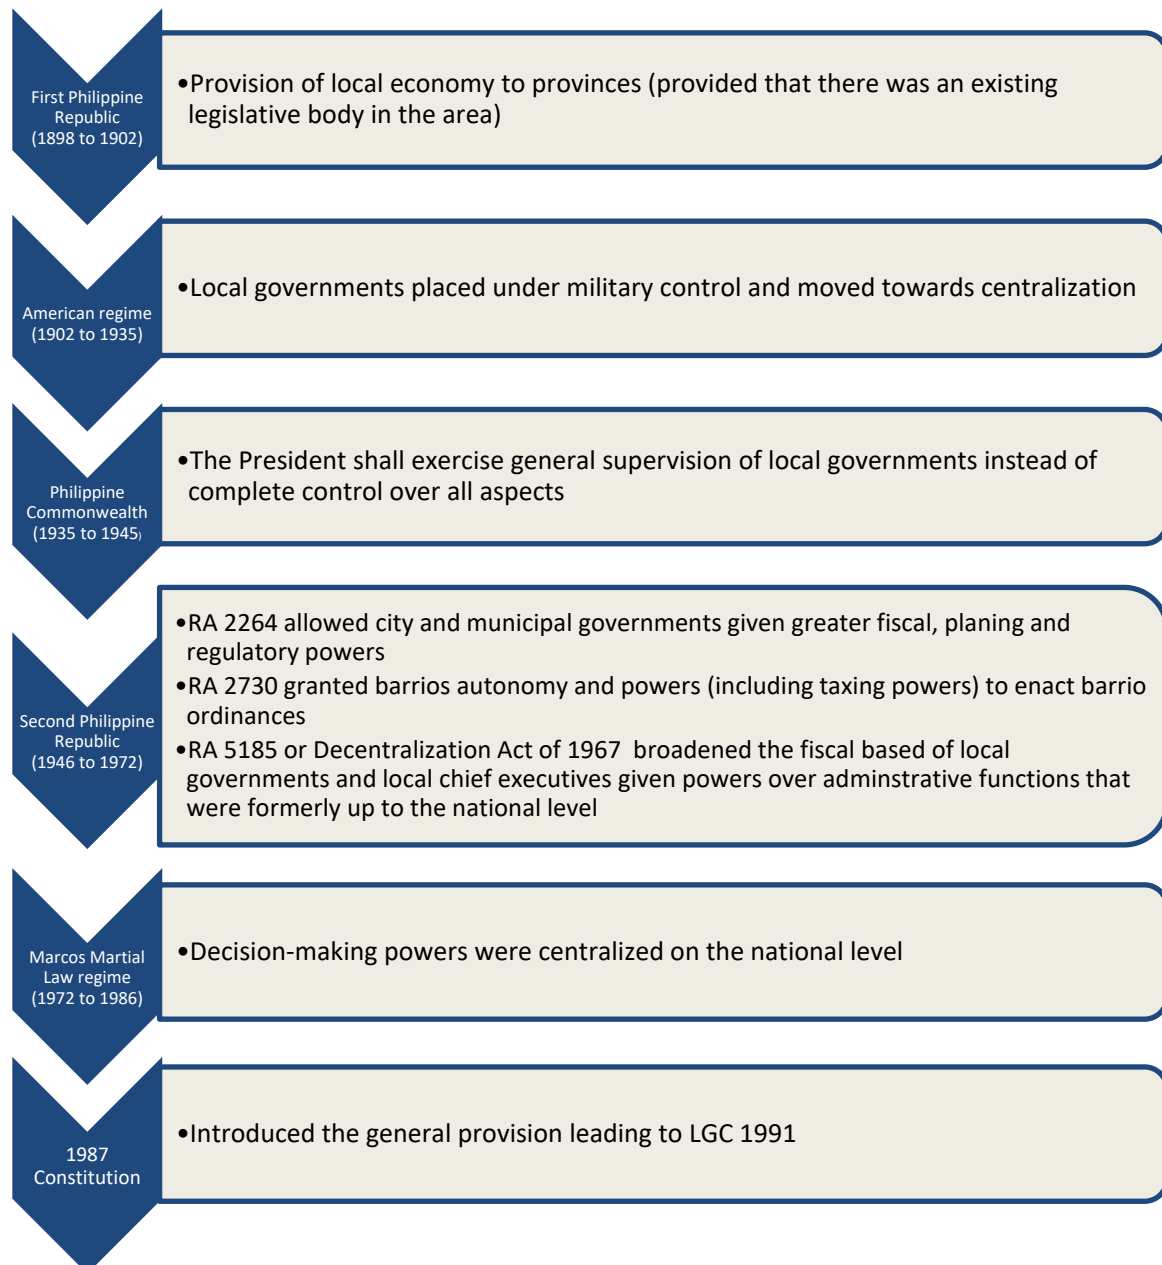 First Philippine
Republic
(1898 to 1902)
•Provision of local economy to provinces (provided that there was an existing
legislative body in the area)
American regime
(1902 to 1935)
•Local governments placed under military control and moved towards centralization
Philippine
Commonwealth
(1935 to 1945)
•The President shall exercise general supervision of local governments instead of
complete control over all aspects
Second Philippine
Republic
(1946 to 1972)
•RA 2264 allowed city and municipal governments given greater fiscal, planing and
regulatory powers
•RA 2730 granted barrios autonomy and powers (including taxing powers) to enact barrio
ordinances
•RA 5185 or Decentralization Act of 1967 broadened the fiscal based of local
governments and local chief executives given powers over adminstrative functions that
were formerly up to the national level
Marcos Martial
Law regime
(1972 to 1986)
•Decision-making powers were centralized on the national level
1987
Constitution
•Introduced the general provision leading to LGC 1991